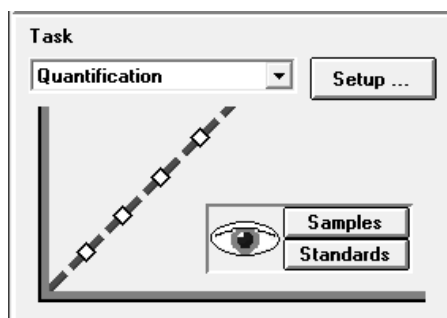 Task
Quantification
Setup ...
Samples
Standards